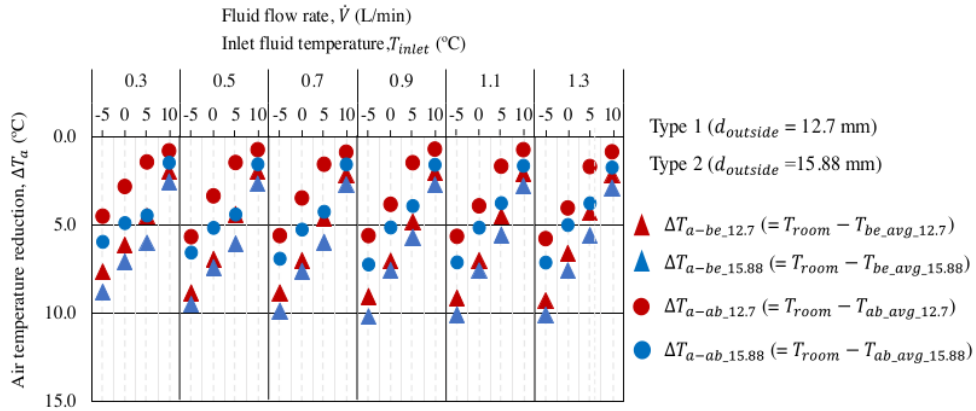 Fluid flow rate, V̇ (L/min)
Inlet fluid temperature,T_inlet (°C)
0.3 0.5 0.7 0.9 1.1 1.3
-5 0 5 10 -5 0 5 10 -5 0 5 10 -5 0 5 10 -5 0 5 10 -5 0 5 10
Air temperature reduction, ΔT_a (°C)
0.0
5.0
10.0
15.0
Type 1 (d_outside = 12.7 mm)
Type 2 (d_outside =15.88 mm)
ΔT_a−be_12.7 (= T_room − T_be_avg_12.7)
ΔT_a−be_15.88 (= T_room − T_be_avg_15.88)
ΔT_a−ab_12.7 (= T_room − T_ab_avg_12.7)
ΔT_a−ab_15.88 (= T_room − T_ab_avg_15.88)